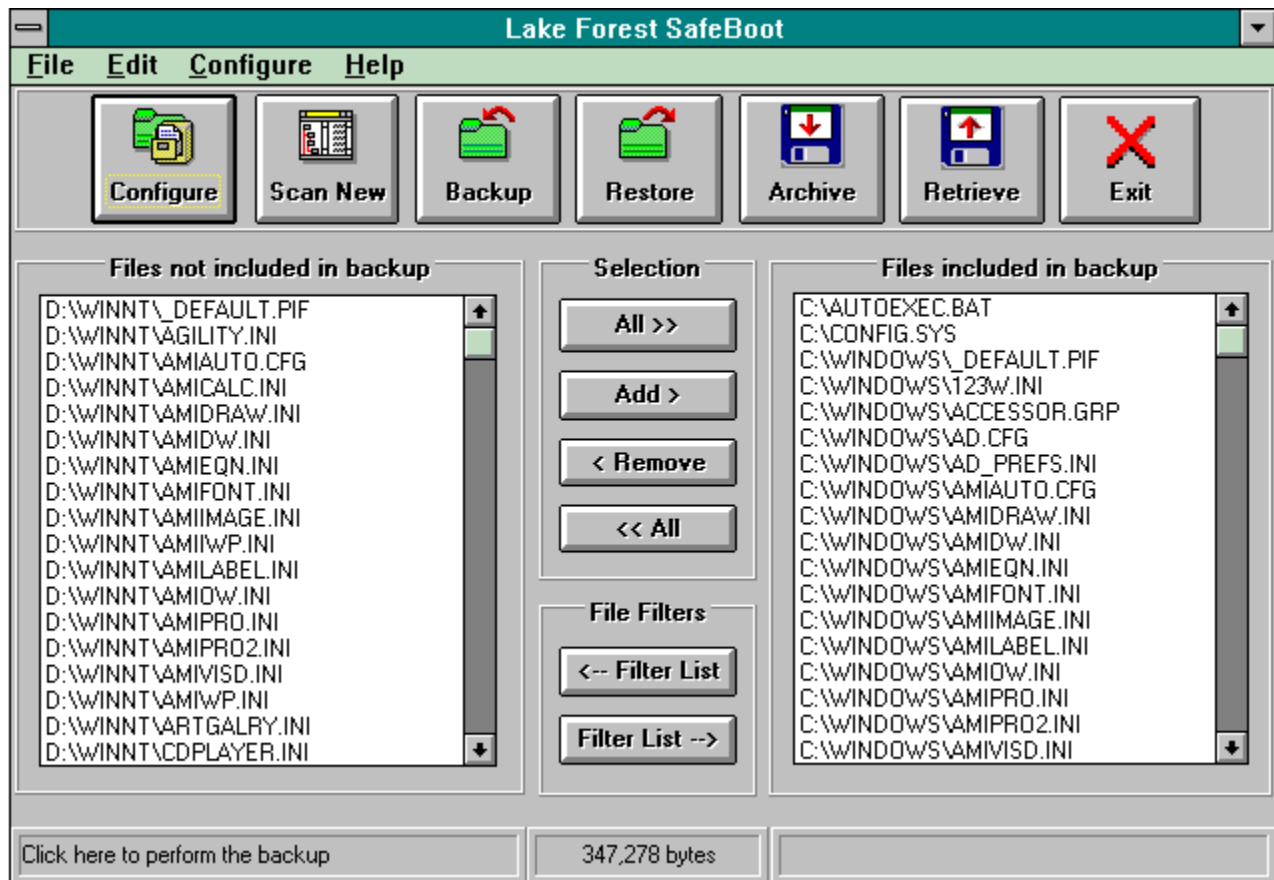 Lake Forest SafeBoot
File Edit Configure Help
Configure
Scan New
Backup
Restore
Archive
Retrieve
Exit
Files not included in backup
D:\WINNT\_DEFAULT.PIF
D:\WINNT\AGILITY.INI
D:\WINNT\AMIAUTO.CFG
D:\WINNT\AMICALC.INI
D:\WINNT\AMIDRAW.INI
D:\WINNT\AMIDW.INI
D:\WINNT\AMIEQN.INI
D:\WINNT\AMIFONT.INI
D:\WINNT\AMIIMAGE.INI
D:\WINNT\AMIIWP.INI
D:\WINNT\AMILABEL.INI
D:\WINNT\AMIOW.INI
D:\WINNT\AMIPRO.INI
D:\WINNT\AMIPRO2.INI
D:\WINNT\AMIVISD.INI
D:\WINNT\AMIWP.INI
D:\WINNT\ARTGALRY.INI
D:\WINNT\CDPLAYER.INI
Selection
All >>
Add >
< Remove
<< All
File Filters
<-- Filter List
Filter List -->
Files included in backup
C:\AUTOEXEC.BAT
C:\CONFIG.SYS
C:\WINDOWS\_DEFAULT.PIF
C:\WINDOWS\123W.INI
C:\WINDOWS\ACCESSOR.GRP
C:\WINDOWS\AD.CFG
C:\WINDOWS\AD_PREFS.INI
C:\WINDOWS\AMIAUTO.CFG
C:\WINDOWS\AMIDRAW.INI
C:\WINDOWS\AMIDW.INI
C:\WINDOWS\AMIEQN.INI
C:\WINDOWS\AMIFONT.INI
C:\WINDOWS\AMIIMAGE.INI
C:\WINDOWS\AMILABEL.INI
C:\WINDOWS\AMIOW.INI
C:\WINDOWS\AMIPRO.INI
C:\WINDOWS\AMIPRO2.INI
C:\WINDOWS\AMIVISD.INI
Click here to perform the backup
347,278 bytes